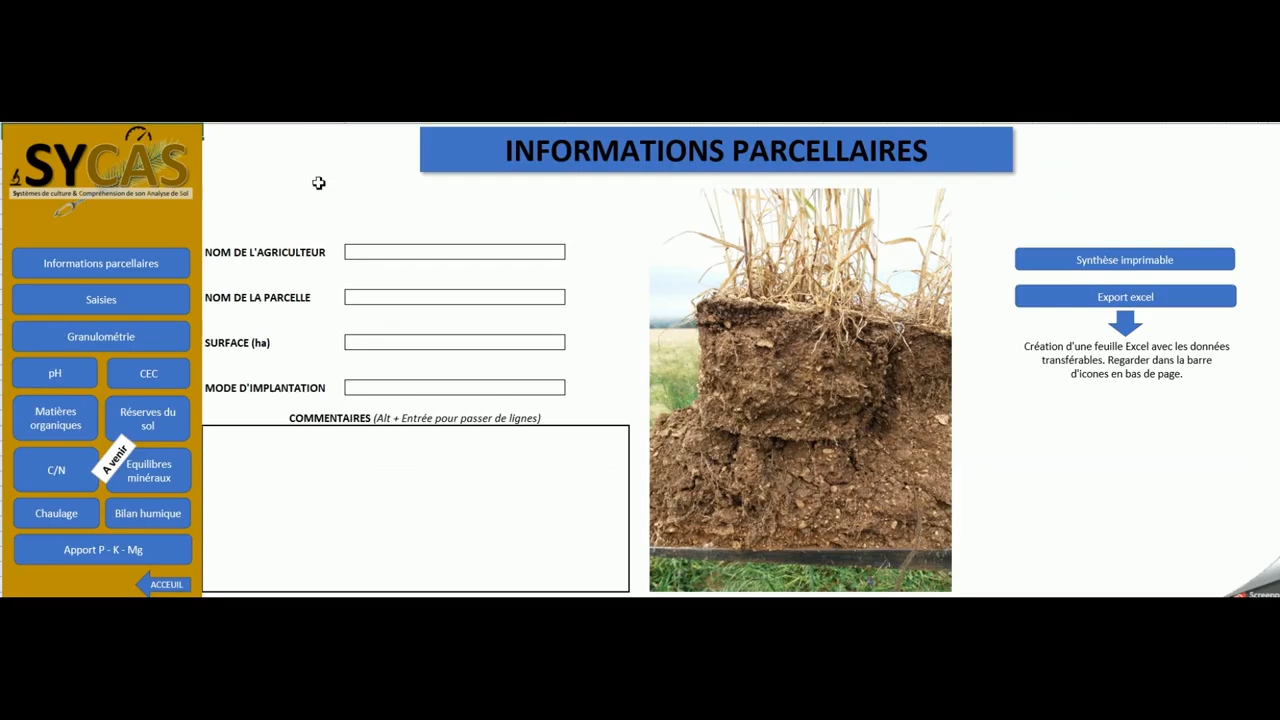 SYCAS
Systèmes de culture & Compréhension de son Analyse de Sol
INFORMATIONS PARCELLAIRES
Informations parcellaires
Saisies
Granulométrie
pH
CEC
Matières
organiques
Réserves du
sol
A venir
C/N
Equilibres
minéraux
Chaulage
Bilan humique
Apport P - K - Mg
ACCEUIL
NOM DE L'AGRICULTEUR
NOM DE LA PARCELLE
SURFACE (ha)
MODE D'IMPLANTATION
COMMENTAIRES (Alt + Entrée pour passer de lignes)
Synthèse imprimable
Export excel
Création d'une feuille Excel avec les données
transférables. Regarder dans la barre
d'icones en bas de page.